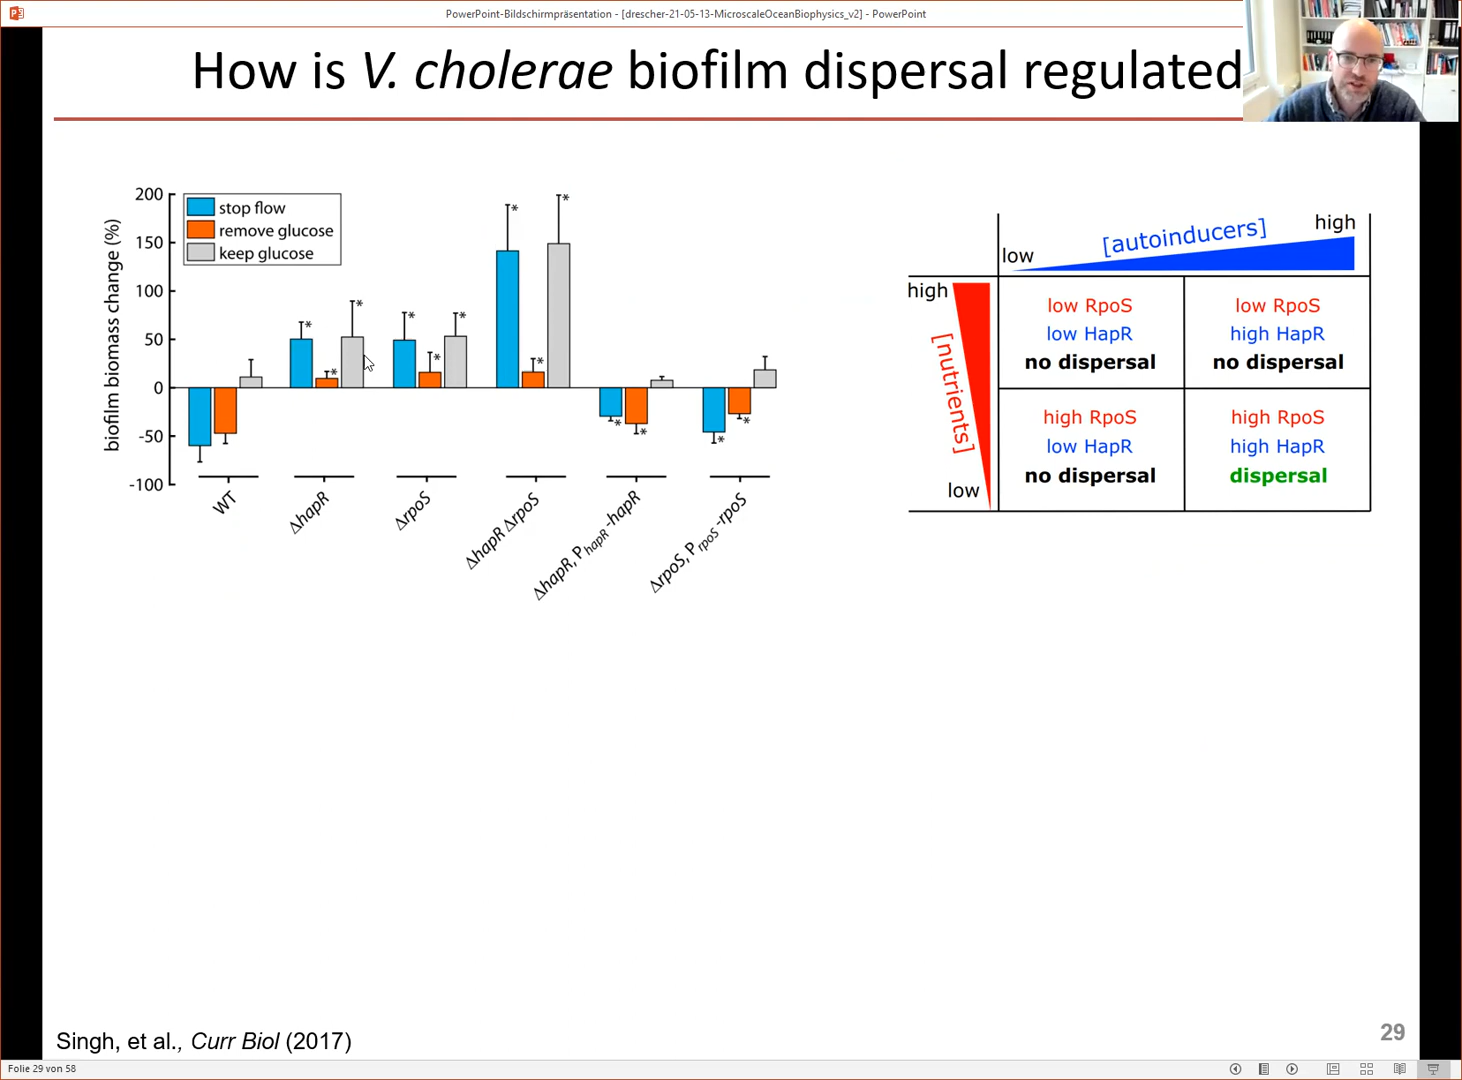 PowerPoint-Bildschirmpräsentation - [drescher-21-05-13-MicroscaleOceanBiophysics_v2] - PowerPoint
How is V. cholerae biofilm dispersal regulated
biofilm biomass change (%)
200
150
100
50
0
-50
-100
stop flow
remove glucose
keep glucose
* * * * * * * * * * * * *
WT
ΔhapR
ΔrpoS
ΔhapR ΔrpoS
ΔhapR, PhapR-hapR
ΔrpoS, PrpoS-rpoS
low [autoinducers] high
high [nutrients] low
low RpoS
low HapR
no dispersal
low RpoS
high HapR
no dispersal
high RpoS
low HapR
no dispersal
high RpoS
high HapR
dispersal
Singh, et al., Curr Biol (2017)
29
Folie 29 von 58